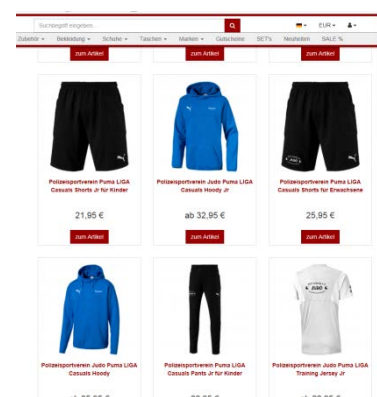 Suchbegriff eingeben...
EUR
Zubehör Bekleidung Schuhe Taschen Marken Gutscheine SET's Neuheiten SALE %
zum Artikel zum Artikel zum Artikel
Polizeisportverein Puma LIGA
Casuals Shorts Jr für Kinder
21,95 €
zum Artikel
Polizeisportverein Judo Puma LIGA
Casuals Hoody Jr
ab 32,95 €
zum Artikel
Polizeisportverein Puma LIGA
Casuals Shorts für Erwachsene
25,95 €
zum Artikel
Polizeisportverein Judo Puma LIGA
Casuals Hoody
Polizeisportverein Judo Puma LIGA
Casuals Pants Jr für Kinder
JUDO
Polizeisportverein Judo Puma LIGA
Training Jersey Jr